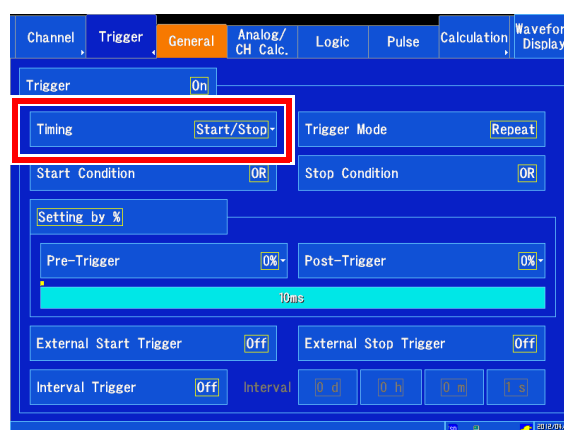 Channel Trigger General Analog/ CH Calc. Logic Pulse Calculation Wavefor Display
Trigger On
Timing Start/Stop Trigger Mode Repeat
Start Condition OR Stop Condition OR
Setting by %
Pre-Trigger 0% Post-Trigger 0%
10ms
External Start Trigger Off External Stop Trigger Off
Interval Trigger Off Interval 0 d 0 h 0 m 1 s